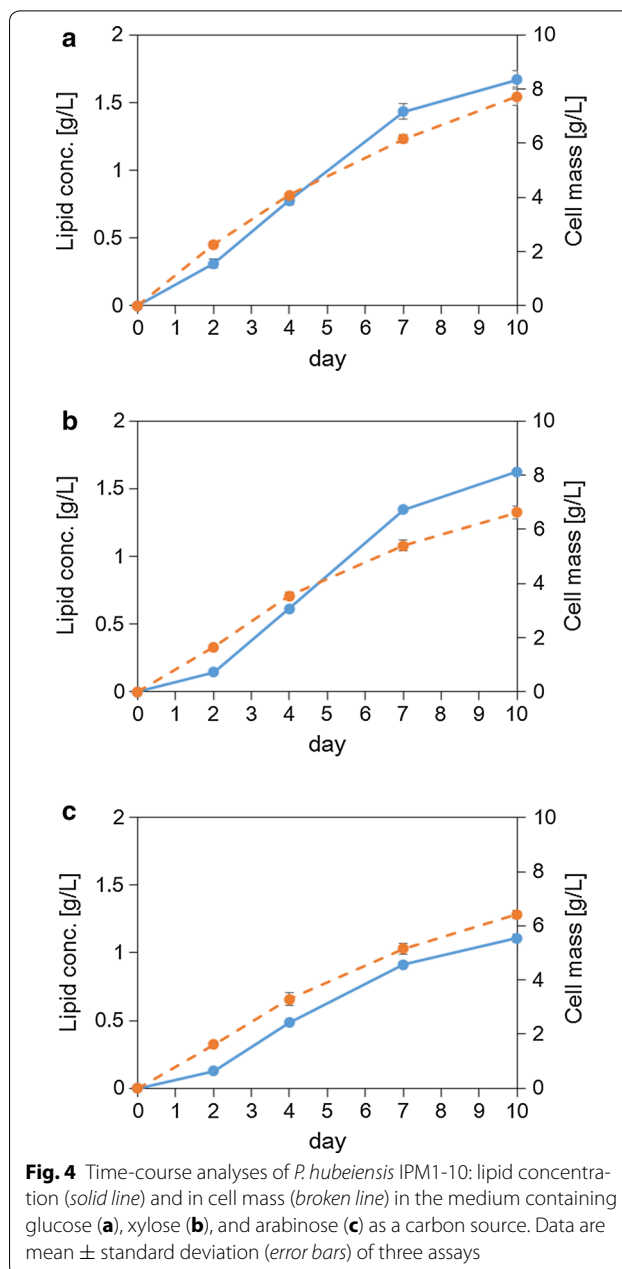 a
2
1.5
1
0.5
0
Lipid conc. [g/L]
10
8
6
4
2
0
Cell mass [g/L]
0 1 2 3 4 5 6 7 8 9 10
day
b
2
1.5
1
0.5
0
Lipid conc. [g/L]
10
8
6
4
2
0
Cell mass [g/L]
0 1 2 3 4 5 6 7 8 9 10
day
c
2
1.5
1
0.5
0
Lipid conc. [g/L]
10
8
6
4
2
0
Cell mass [g/L]
0 1 2 3 4 5 6 7 8 9 10
day
Fig. 4 Time-course analyses of P. hubeiensis IPM1-10: lipid concentra-
tion (solid line) and in cell mass (broken line) in the medium containing
glucose (a), xylose (b), and arabinose (c) as a carbon source. Data are
mean ± standard deviation (error bars) of three assays